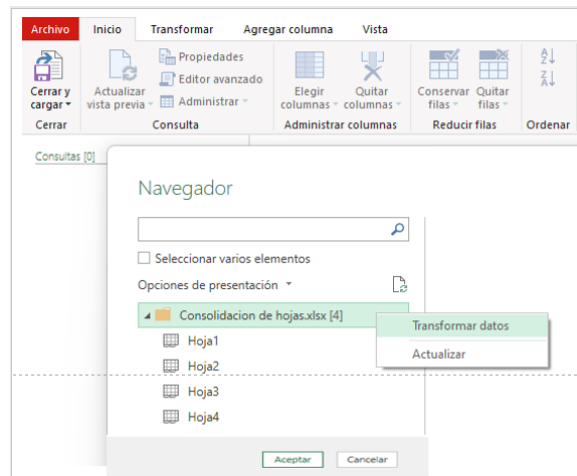 Archivo Inicio Transformar Agregar columna Vista
Cerrar y cargar
Actualizar vista previa
Propiedades
Editor avanzado
Administrar
Elegir columnas
Quitar columnas
Conservar filas
Quitar filas
Cerrar Consulta Administrar columnas Reducir filas Ordenar
Consultas [0]
Navegador
Seleccionar varios elementos
Opciones de presentación
Consolidacion de hojas.xlsx [4]
Transformar datos
Actualizar
Hoja1
Hoja2
Hoja3
Hoja4
Aceptar Cancelar